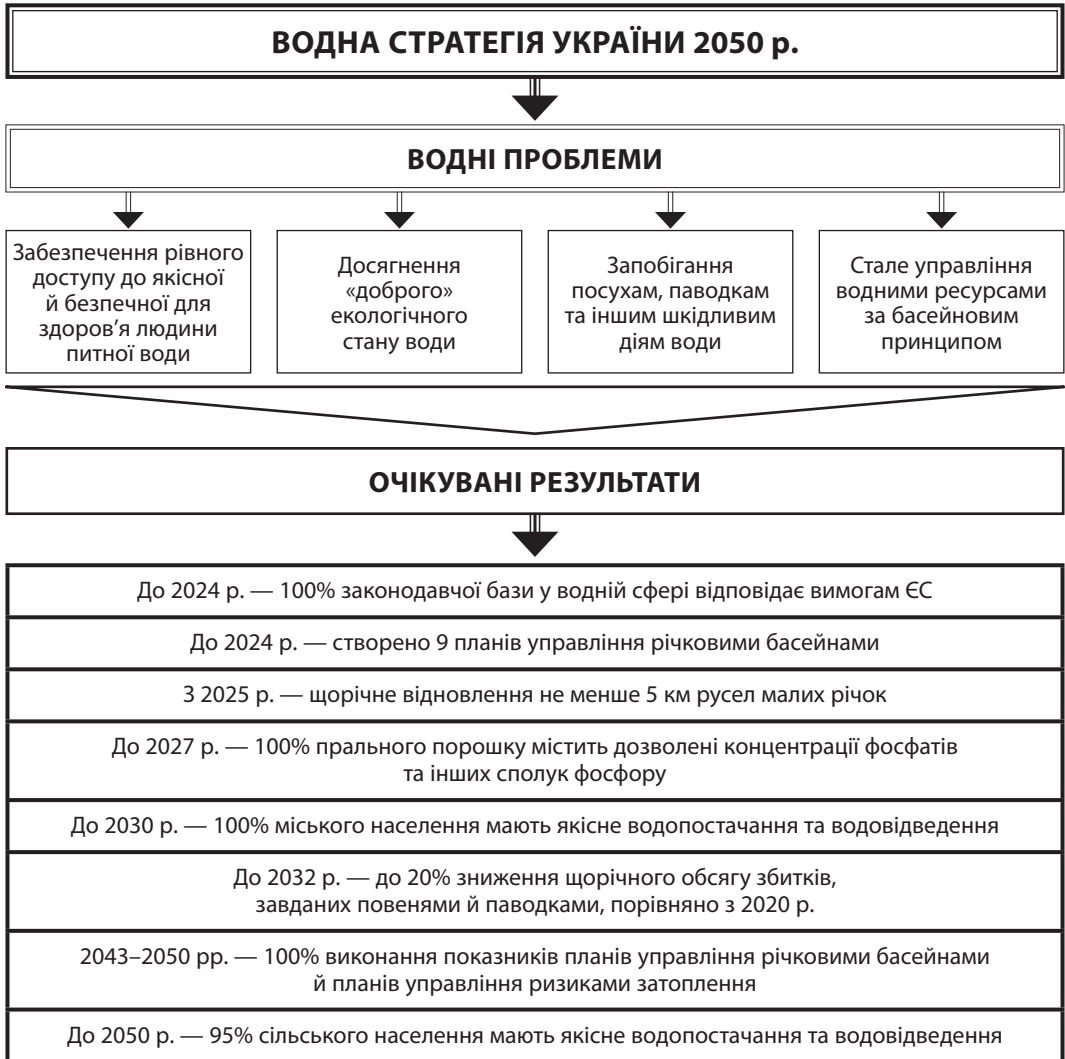 ВОДНА СТРАТЕГІЯ УКРАЇНИ 2050 р.
ВОДНІ ПРОБЛЕМИ
Забезпечення рівного
доступу до якісної
й безпечної для
здоров’я людини
питної води
Досягнення
«доброго»
екологічного
стану води
Запобігання
посухам, паводкам
та іншим шкідливим
діям води
Стале управління
водними ресурсами
за басейновим
принципом
ОЧІКУВАНІ РЕЗУЛЬТАТИ
До 2024 р. — 100% законодавчої бази у водній сфері відповідає вимогам ЄС
До 2024 р. — створено 9 планів управління річковими басейнами
З 2025 р. — щорічне відновлення не менше 5 км русел малих річок
До 2027 р. — 100% прального порошку містить дозволені концентрації фосфатів
та інших сполук фосфору
До 2030 р. — 100% міського населення мають якісне водопостачання та водовідведення
До 2032 р. — до 20% зниження щорічного обсягу збитків,
завданих повенями й паводками, порівняно з 2020 р.
2043–2050 рр. — 100% виконання показників планів управління річковими басейнами
й планів управління ризиками затоплення
До 2050 р. — 95% сільського населення мають якісне водопостачання та водовідведення